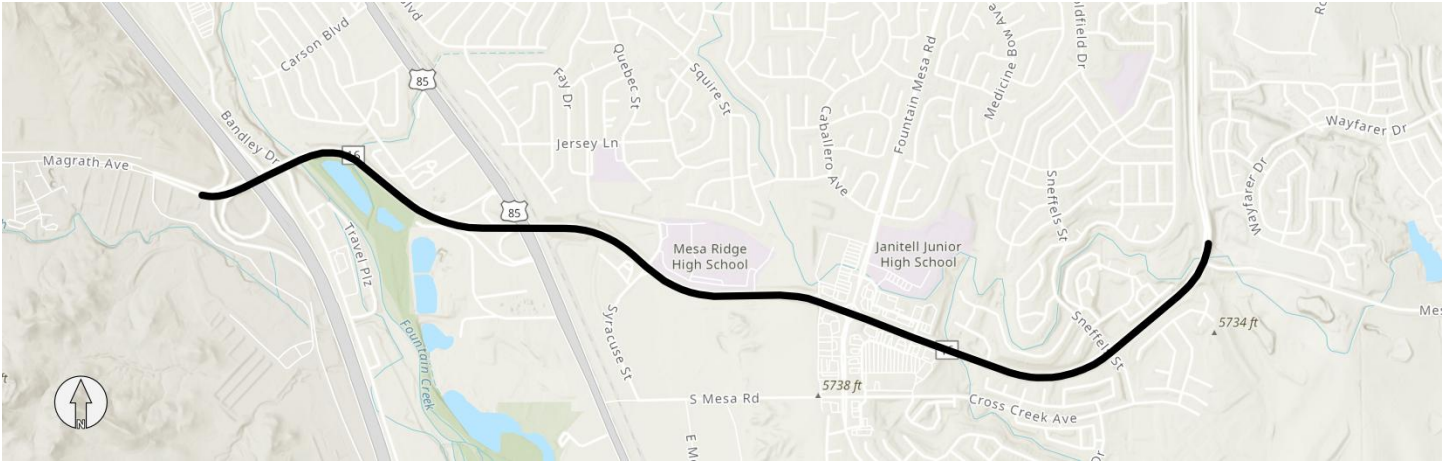 Carson Blvd
Blvd
85
Fay Dr
Quebec St
Squire St
Fountain Mesa Rd
Medicine Bow Ave
Wayfarer Dr
Bandley Dr
Jersey Ln
Magrath Ave
Caballero Ave
Sneffels St
Wayfarer Dr
85
Mesa Ridge
High School
Janitell Junior
High School
Travel Plz
Fountain Creek
Syracuse St
Sneffels St
5734 ft
5738 ft
S Mesa Rd
Cross Creek Ave
N